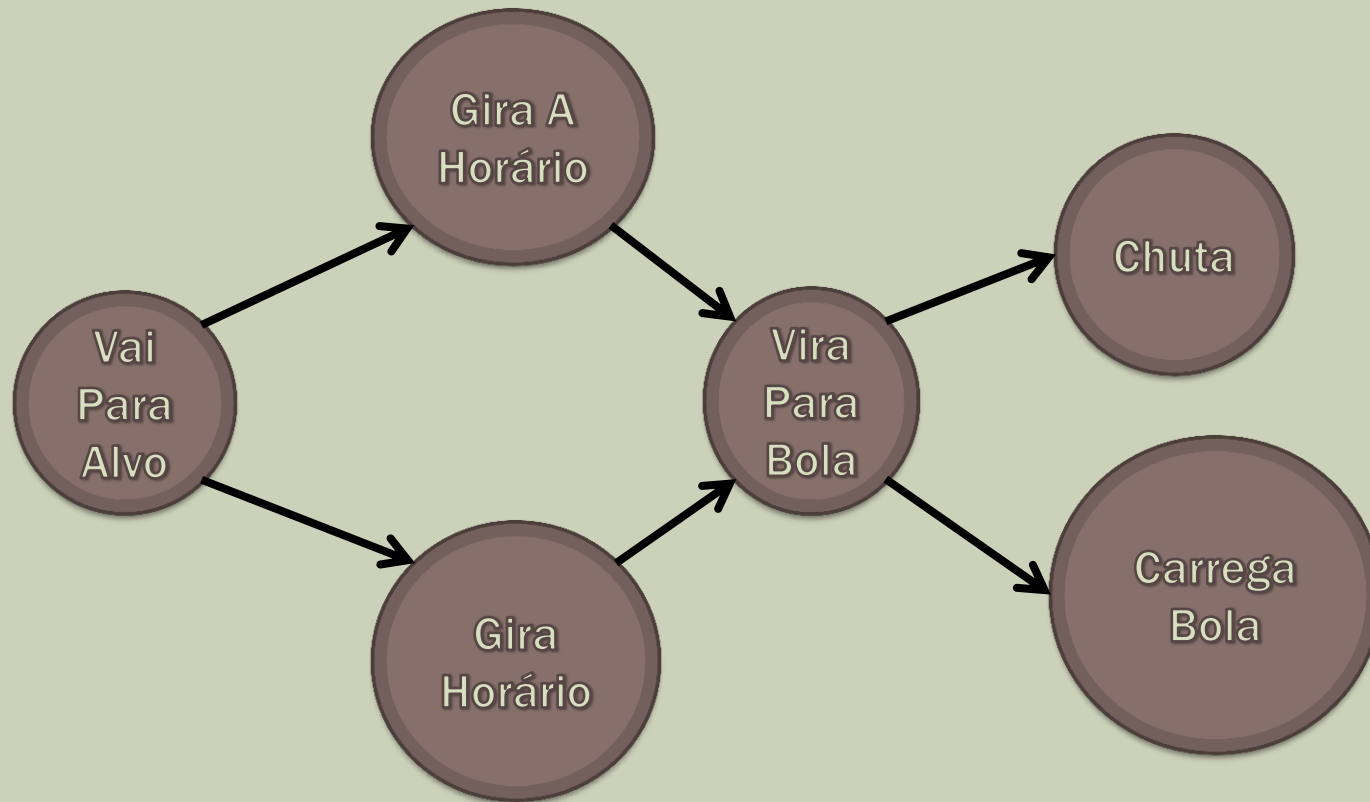 Gira A
Horário
Chuta
Vai
Para
Alvo
Vira
Para
Bola
Gira
Horário
Carrega
Bola